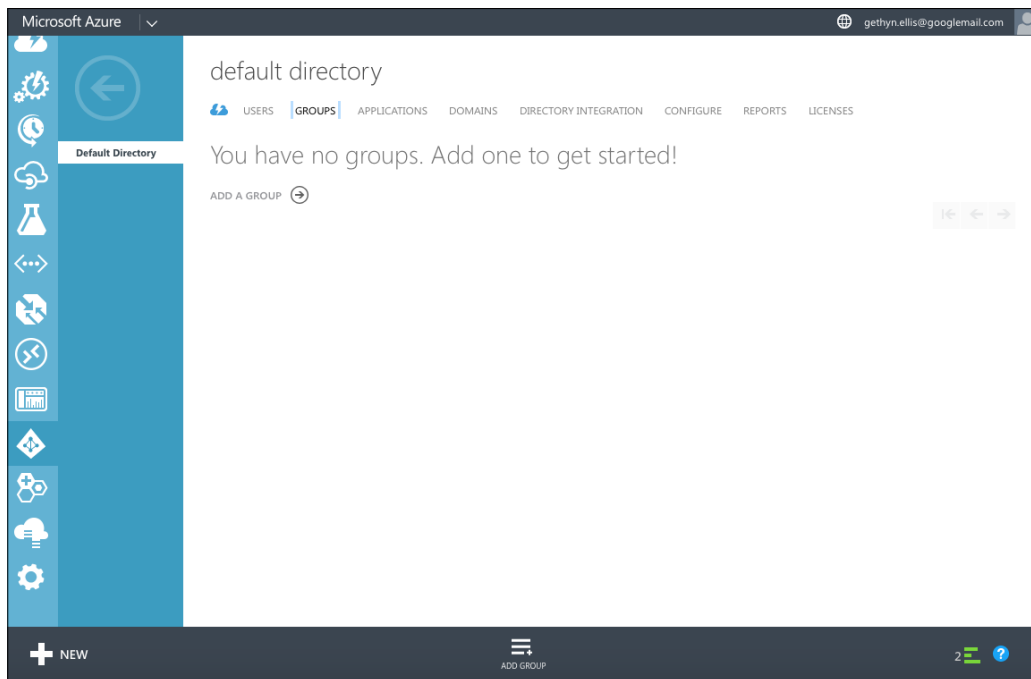 Microsoft Azure
gethyn.ellis@googlemail.com
default directory
USERS GROUPS APPLICATIONS DOMAINS DIRECTORY INTEGRATION CONFIGURE REPORTS LICENSES
Default Directory
You have no groups. Add one to get started!
ADD A GROUP
NEW
ADD GROUP
2
?